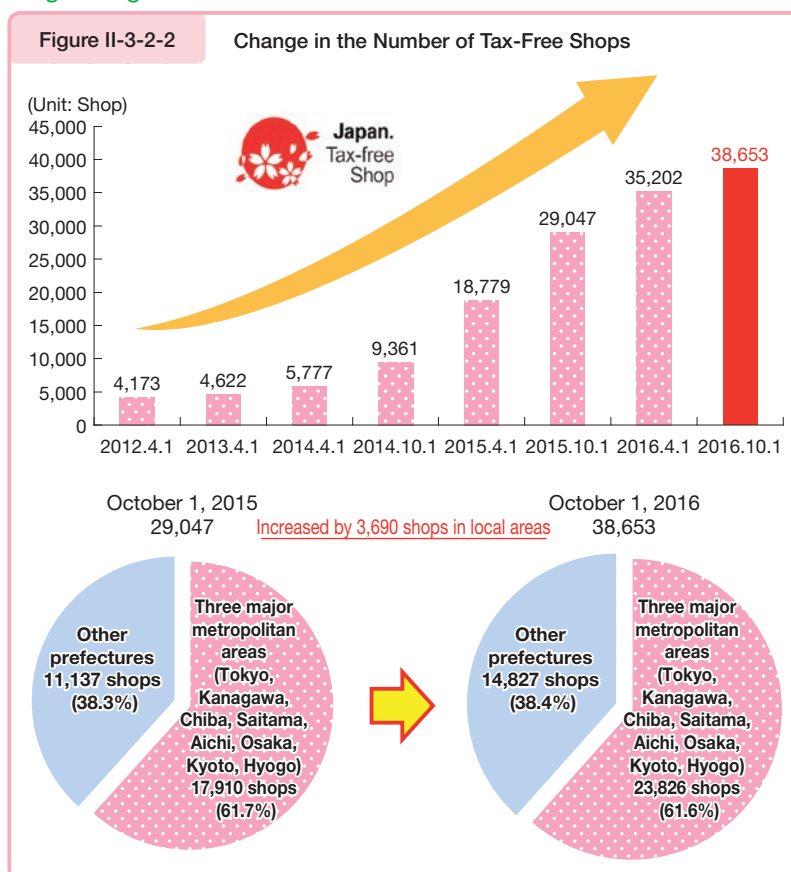 Figure II-3-2-2
Change in the Number of Tax-Free Shops
(Unit: Shop)
45,000
40,000
35,000
30,000
25,000
20,000
15,000
10,000
5,000
0
Japan.
Tax-free
Shop
4,173
4,622
5,777
9,361
18,779
29,047
35,202
38,653
2012.4.1 2013.4.1 2014.4.1 2014.10.1 2015.4.1 2015.10.1 2016.4.1 2016.10.1
October 1, 2015
29,047
Increased by 3,690 shops in local areas
October 1, 2016
38,653
Other
prefectures
11,137 shops
(38.3%)
Three major
metropolitan
areas
(Tokyo,
Kanagawa,
Chiba, Saitama,
Aichi, Osaka,
Kyoto, Hyogo)
17,910 shops
(61.7%)
Other
prefectures
14,827 shops
(38.4%)
Three major
metropolitan
areas
(Tokyo,
Kanagawa,
Chiba, Saitama,
Aichi, Osaka,
Kyoto, Hyogo)
23,826 shops
(61.6%)